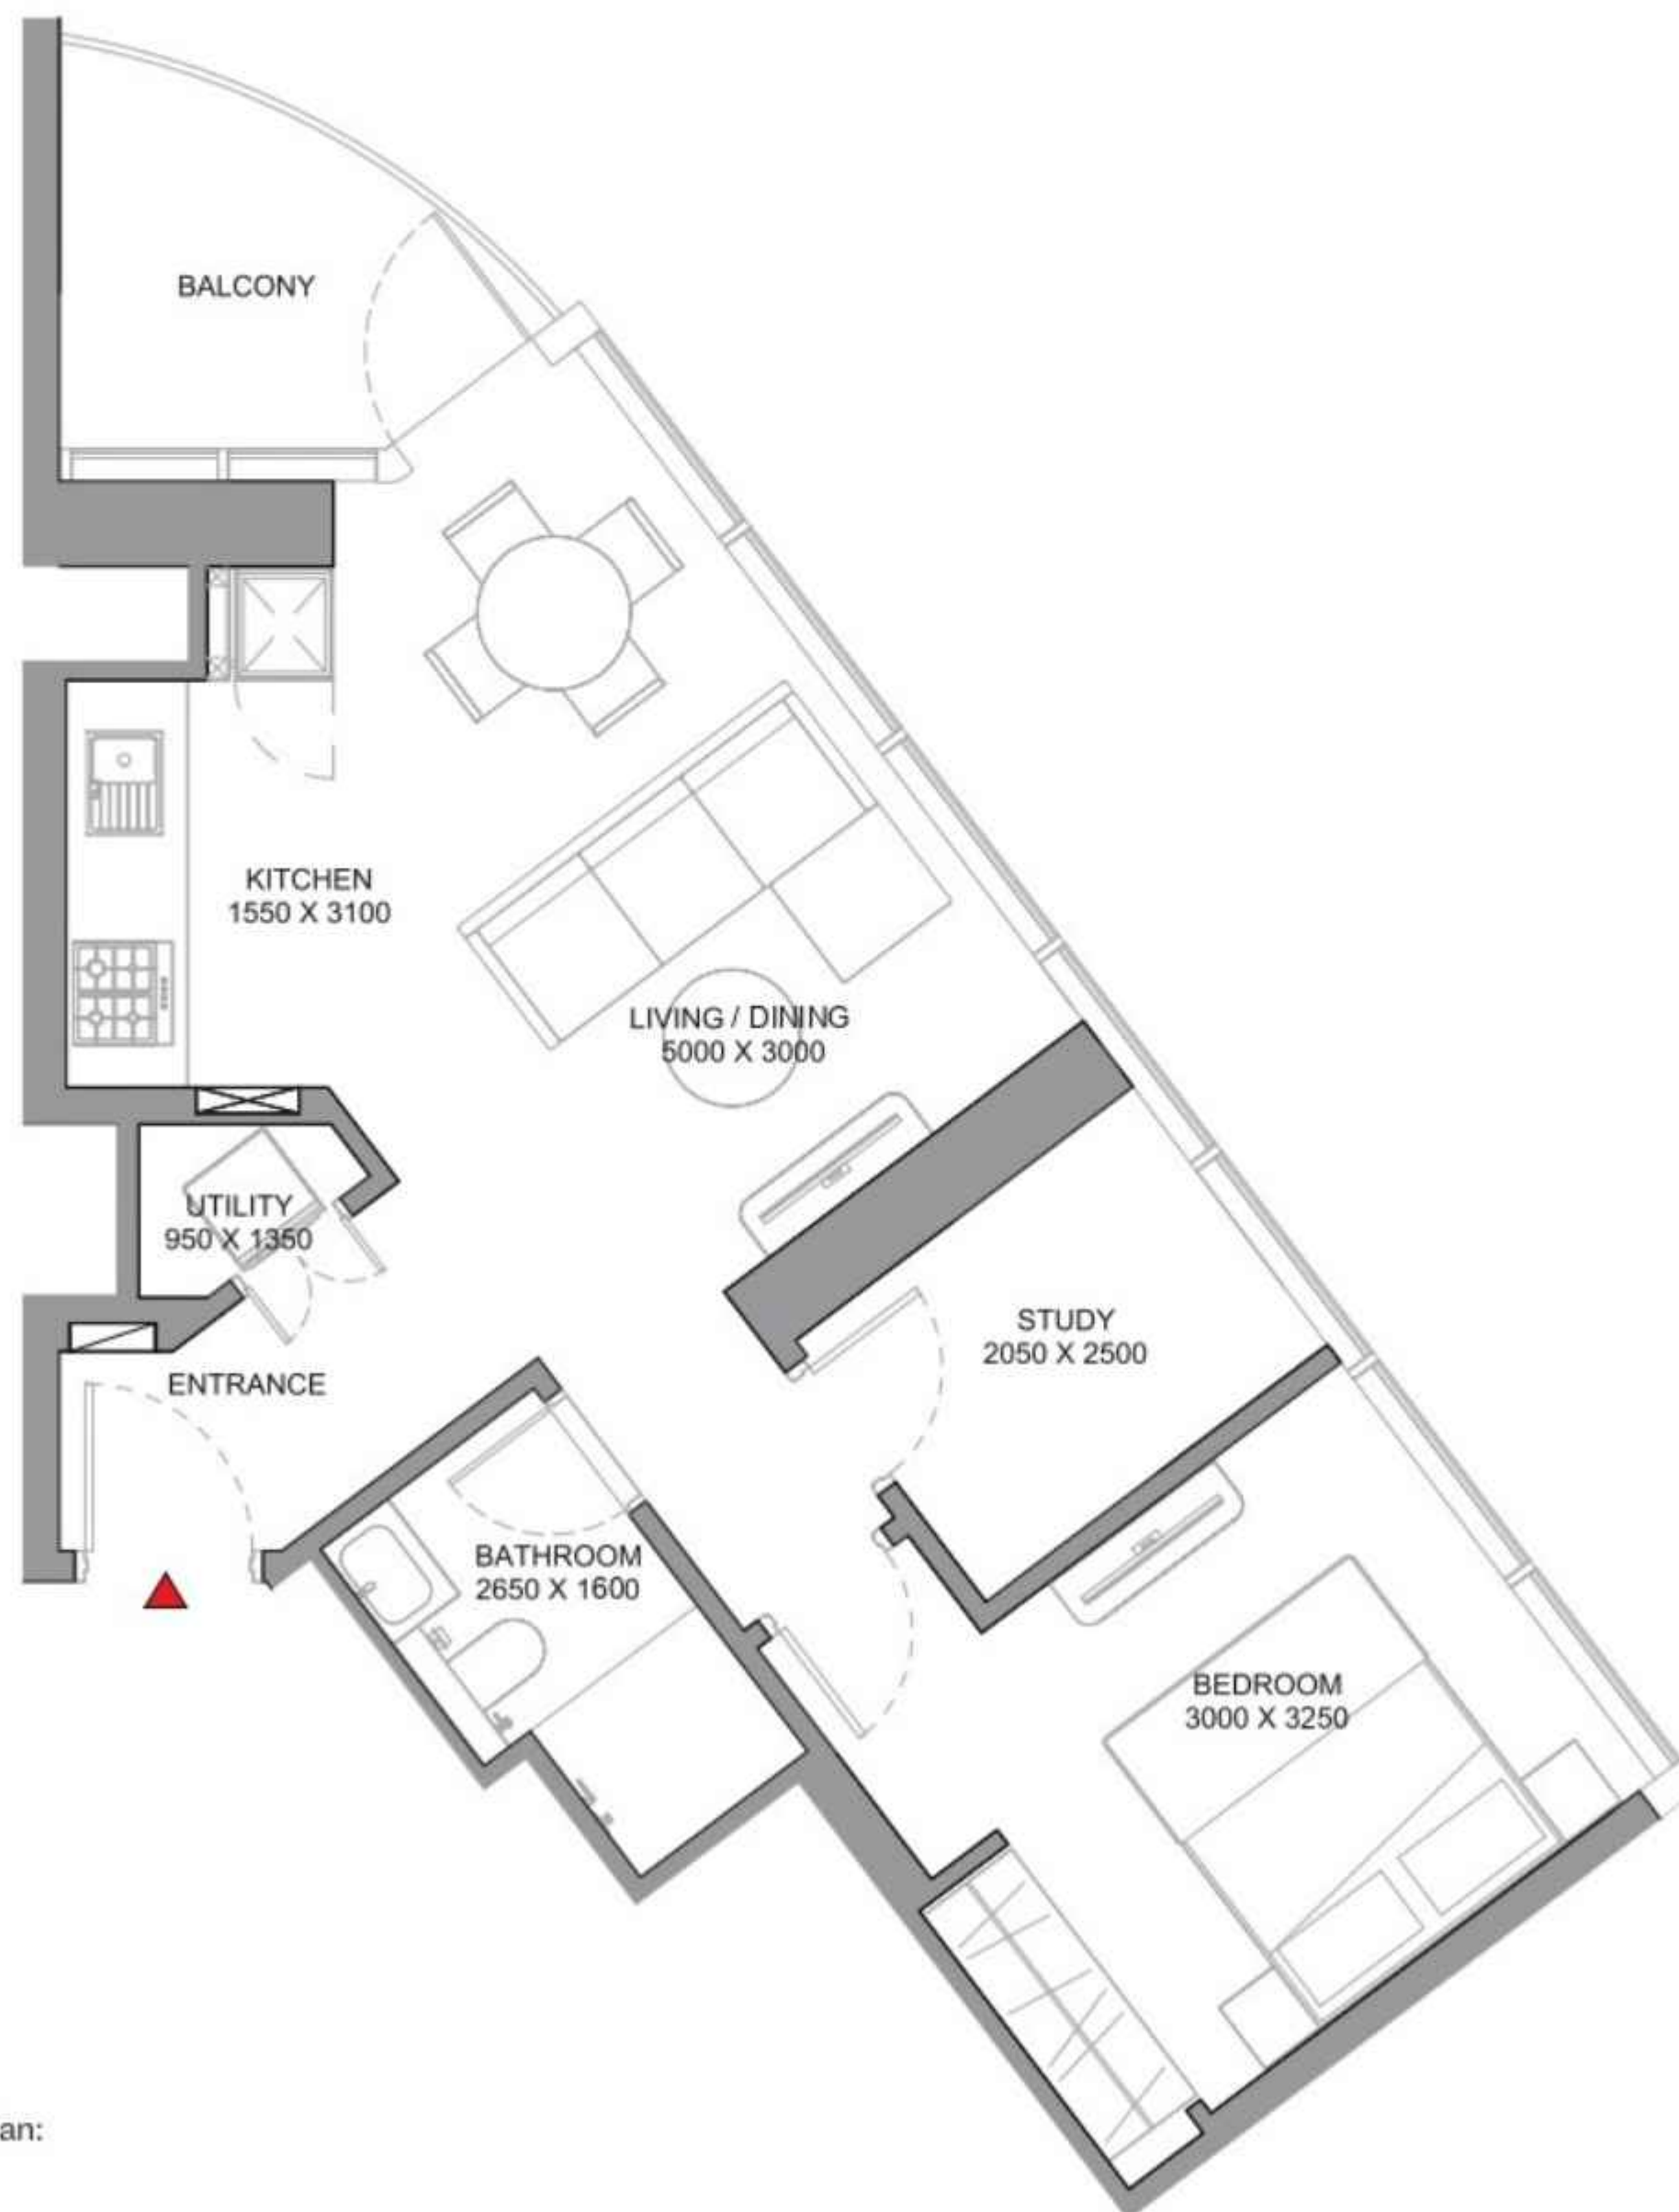 BALCONY
KITCHEN
1550 X 3100
LIVING / DINING
5000 X 3000
UTILITY
950 X 1350
STUDY
2050 X 2500
ENTRANCE
BATHROOM
2650 X 1600
BEDROOM
3000 X 3250
an: